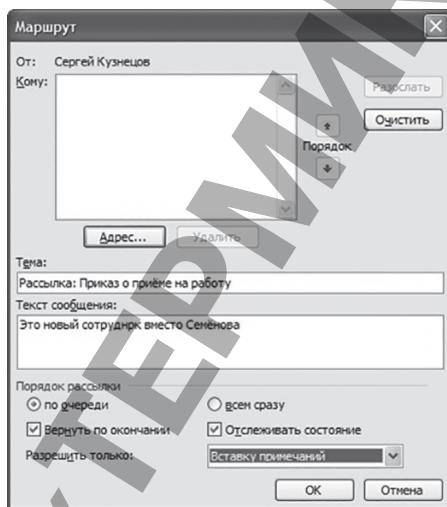 Маршрут
От: Сергей Кузнецов
Кому:
Разослать
Очистить
Порядок
Адрес... Удалить
Тема:
Рассылка: Приказ о приёме на работу
Текст сообщения:
Это новый сотруднрк вместо Семёнова
Порядок рассылки
по очереди всем сразу
Вернуть по окончании Отслеживать состояние
Разрешить только: Вставку примечаний
ОК Отмена